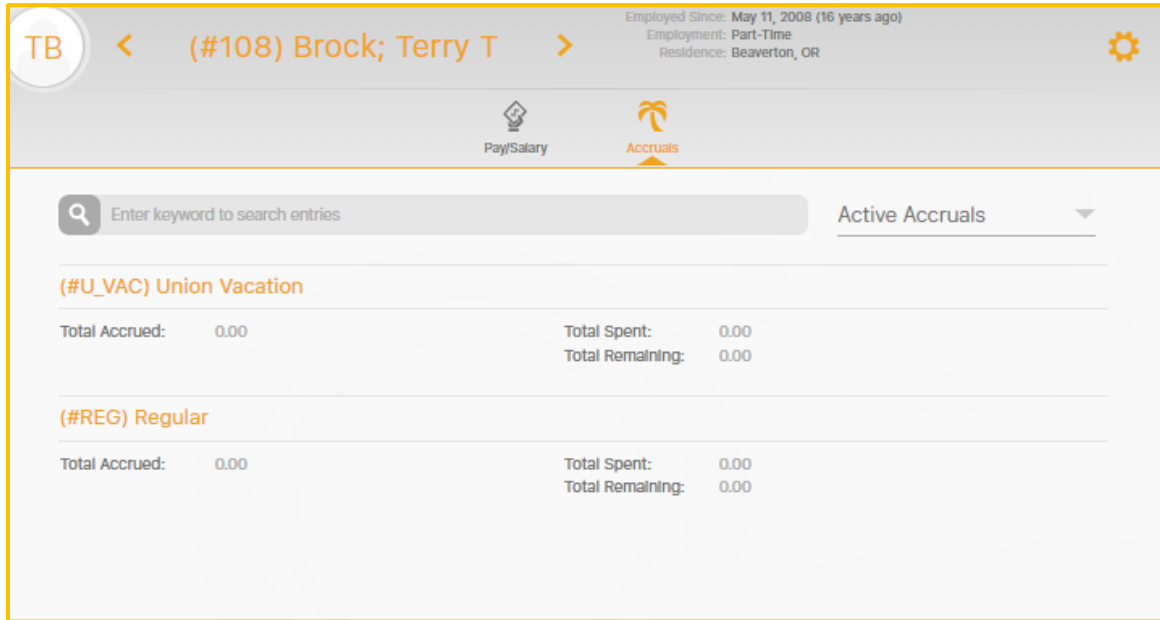 TB
(#108) Brock; Terry T
Employed Since: May 11, 2008 (16 years ago)
Employment: Part-Time
Residence: Beaverton, OR
Pay/Salary
Accruals
Enter keyword to search entries
Active Accruals
(#U_VAC) Union Vacation
Total Accrued: 0.00
Total Spent: 0.00
Total Remaining: 0.00
(#REG) Regular
Total Accrued: 0.00
Total Spent: 0.00
Total Remaining: 0.00